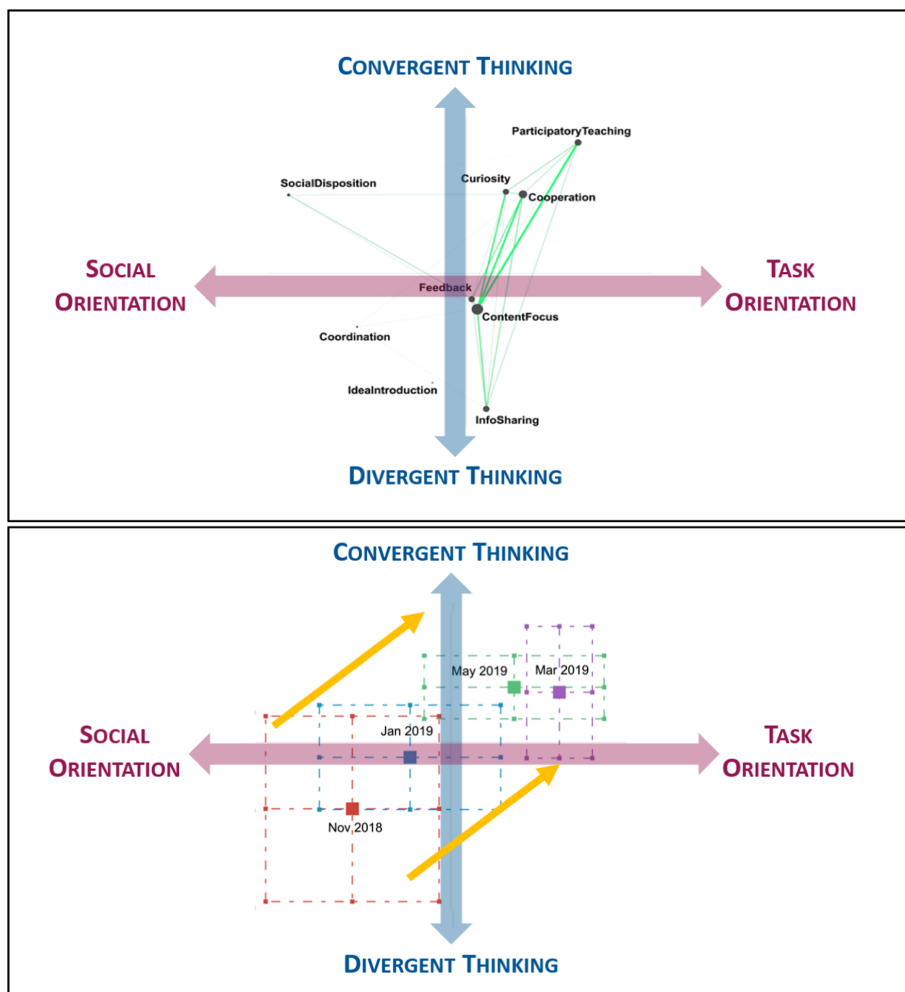 CONVERGENT THINKING
ParticipatoryTeaching
Curiosity
SocialDisposition
Cooperation
SOCIAL
ORIENTATION
TASK
ORIENTATION
Feedback
ContentFocus
Coordination
IdeaIntroduction
InfoSharing
DIVERGENT THINKING
CONVERGENT THINKING
May 2019
Mar 2019
Jan 2019
SOCIAL
ORIENTATION
TASK
ORIENTATION
Nov 2018
DIVERGENT THINKING